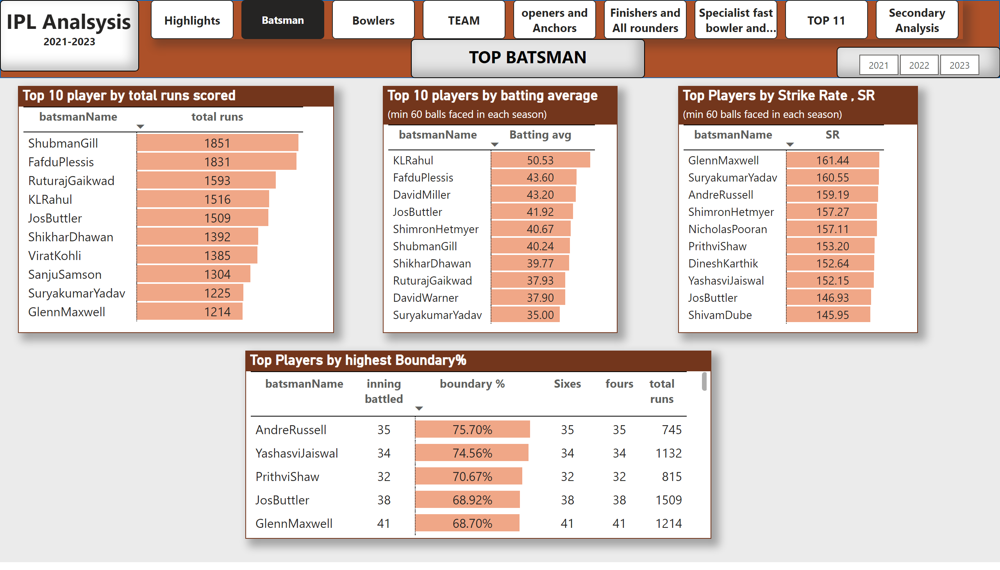 IPL Analsysis
2021-2023
Highlights
Batsman
Bowlers
TEAM
openers and
Anchors
Finishers and
All rounders
Specialist fast
bowler and...
TOP 11
Secondary
Analysis
TOP BATSMAN
2021 2022 2023
Top 10 player by total runs scored
batsmanName total runs
ShubmanGill 1851
FafduPlessis 1831
RuturajGaikwad 1593
KLRahul 1516
JosButtler 1509
ShikharDhawan 1392
ViratKohli 1385
SanjuSamson 1304
SuryakumarYadav 1225
GlennMaxwell 1214
Top 10 players by batting average
(min 60 balls faced in each season)
batsmanName Batting avg
KLRahul 50.53
FafduPlessis 43.60
DavidMiller 43.20
JosButtler 41.92
ShimronHetmyer 40.67
ShubmanGill 40.24
ShikharDhawan 39.77
RuturajGaikwad 37.93
DavidWarner 37.90
SuryakumarYadav 35.00
Top Players by Strike Rate , SR
(min 60 balls faced in each season)
batsmanName SR
GlennMaxwell 161.44
SuryakumarYadav 160.55
AndreRussell 159.19
ShimronHetmyer 157.27
NicholasPooran 157.11
PrithviShaw 153.20
DineshKarthik 152.64
YashasviJaiswal 152.15
JosButtler 146.93
ShivamDube 145.95
Top Players by highest Boundary%
batsmanName inning boundary % Sixes fours total
battled runs
AndreRussell 35 75.70% 35 35 745
YashasviJaiswal 34 74.56% 34 34 1132
PrithviShaw 32 70.67% 32 32 815
JosButtler 38 68.92% 38 38 1509
GlennMaxwell 41 68.70% 41 41 1214